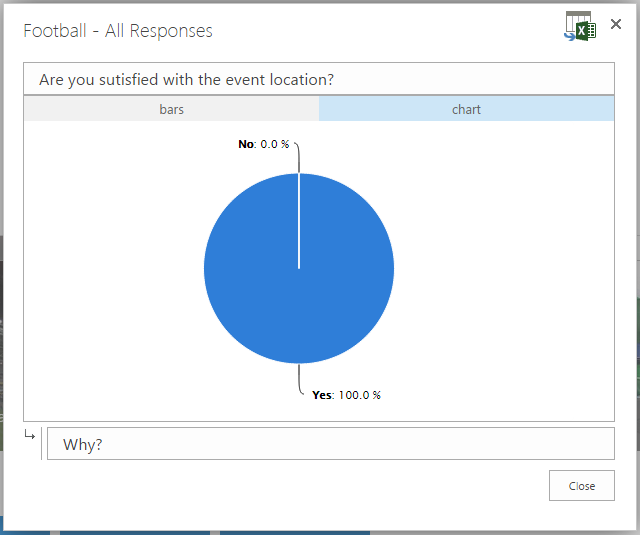 Football - All Responses
Are you sutisfied with the event location?
bars
chart
No: 0.0 %
Yes: 100.0 %
Why?
Close